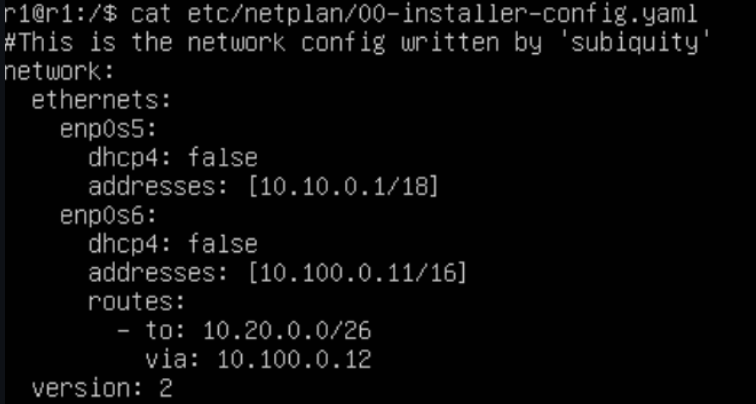 r1@r1:/$ cat etc/netplan/00-installer-config.yaml
#This is the network config written by 'subiquity'
network:
  ethernets:
    enp0s5:
      dhcp4: false
      addresses: [10.10.0.1/18]
    enp0s6:
      dhcp4: false
      addresses: [10.100.0.11/16]
      routes:
        - to: 10.20.0.0/26
          via: 10.100.0.12
  version: 2